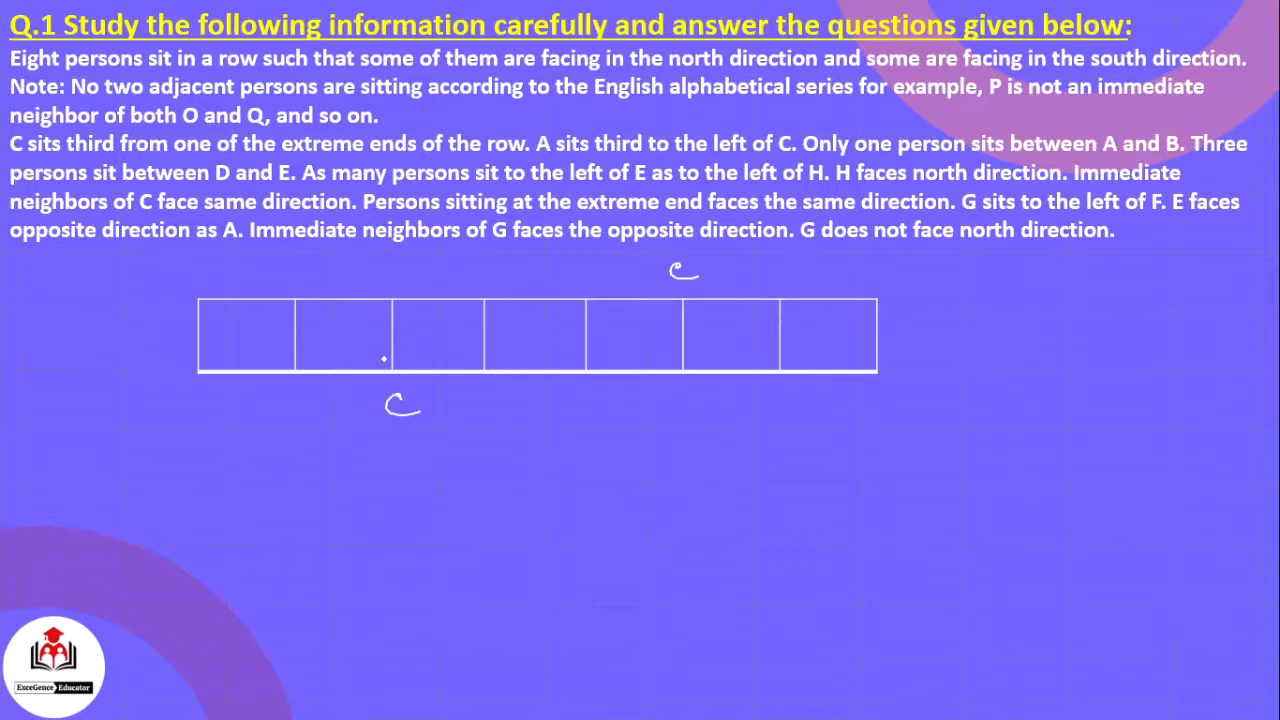 Q.1 Study the following information carefully and answer the questions given below:
Eight persons sit in a row such that some of them are facing in the north direction and some are facing in the south direction.
Note: No two adjacent persons are sitting according to the English alphabetical series for example, P is not an immediate
neighbor of both O and Q, and so on.
C sits third from one of the extreme ends of the row. A sits third to the left of C. Only one person sits between A and B. Three
persons sit between D and E. As many persons sit to the left of E as to the left of H. H faces north direction. Immediate
neighbors of C face same direction. Persons sitting at the extreme end faces the same direction. G sits to the left of F. E faces
opposite direction as A. Immediate neighbors of G faces the opposite direction. G does not face north direction.
C
C
ExceGence Educator